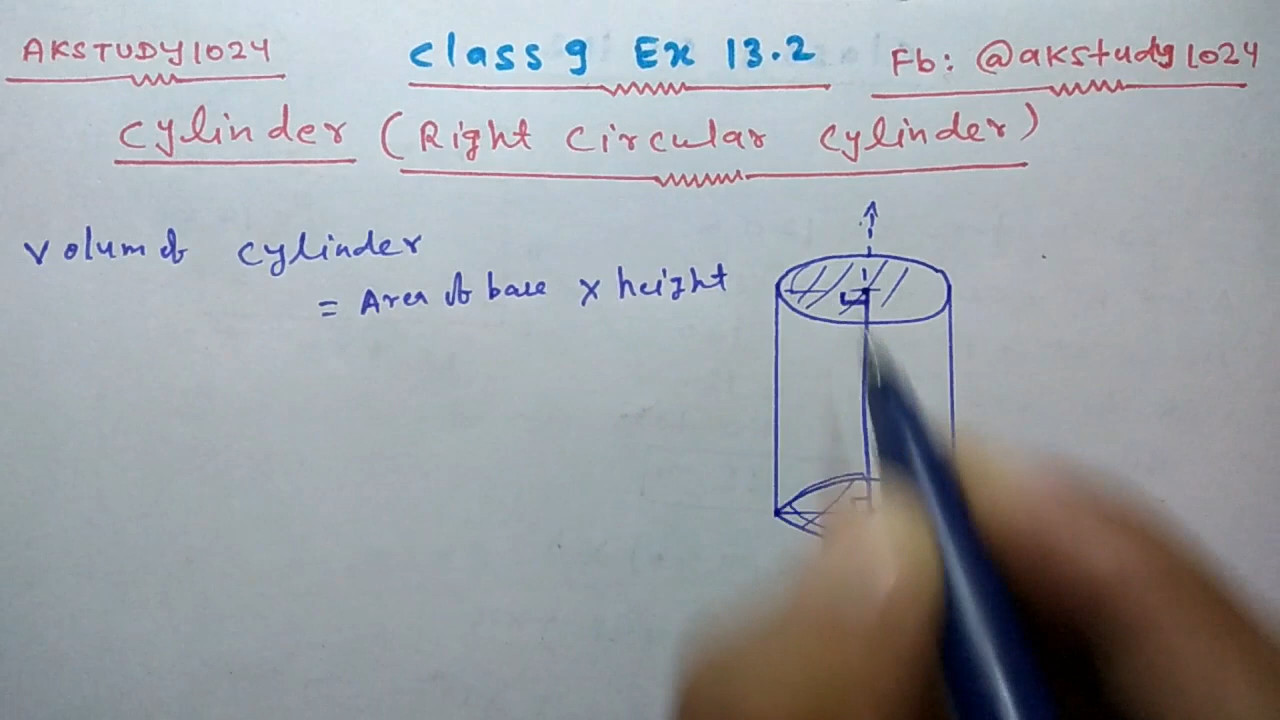 AKSTUDY1024
Class 9 Ex 13.2
Fb: @akstudy1024
Cylinder (Right Circular Cylinder)
Volum of cylinder
= Area of base × height